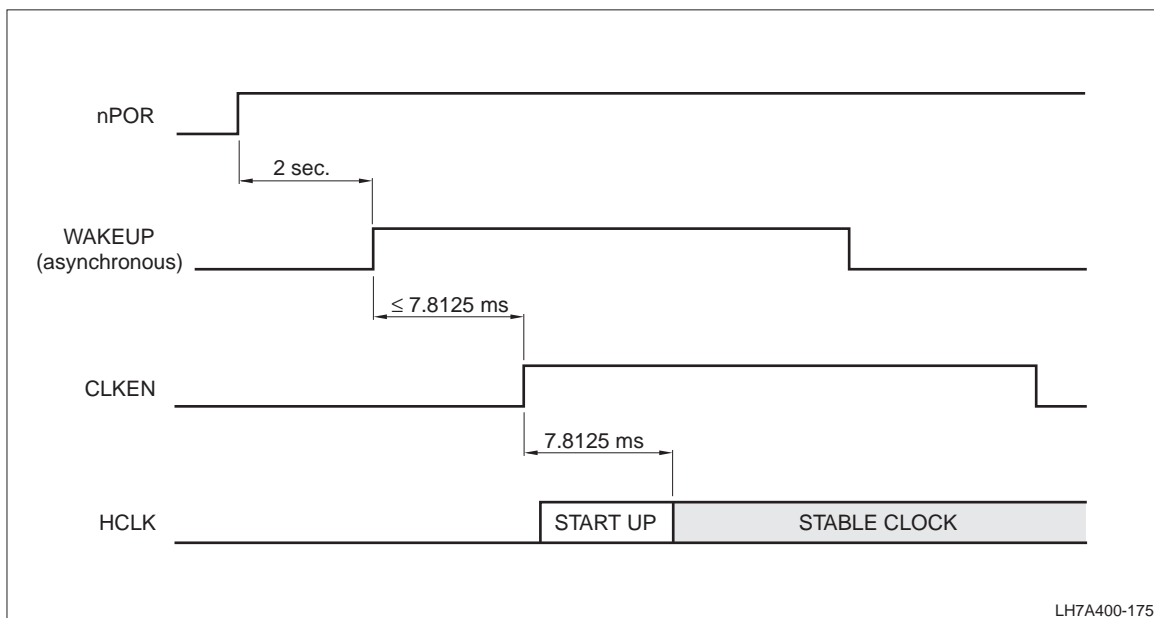 nPOR
2 sec.
WAKEUP
(asynchronous)
≤ 7.8125 ms
CLKEN
7.8125 ms
HCLK
START UP
STABLE CLOCK
LH7A400-175